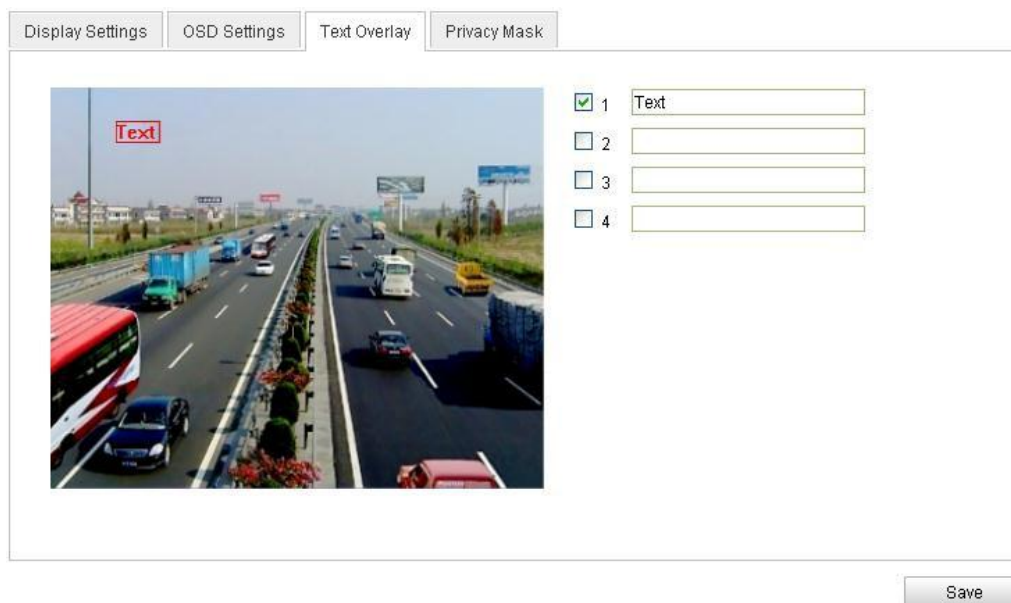 Display Settings
OSD Settings
Text Overlay
Privacy Mask
Text
1 Text
2
3
4
Save